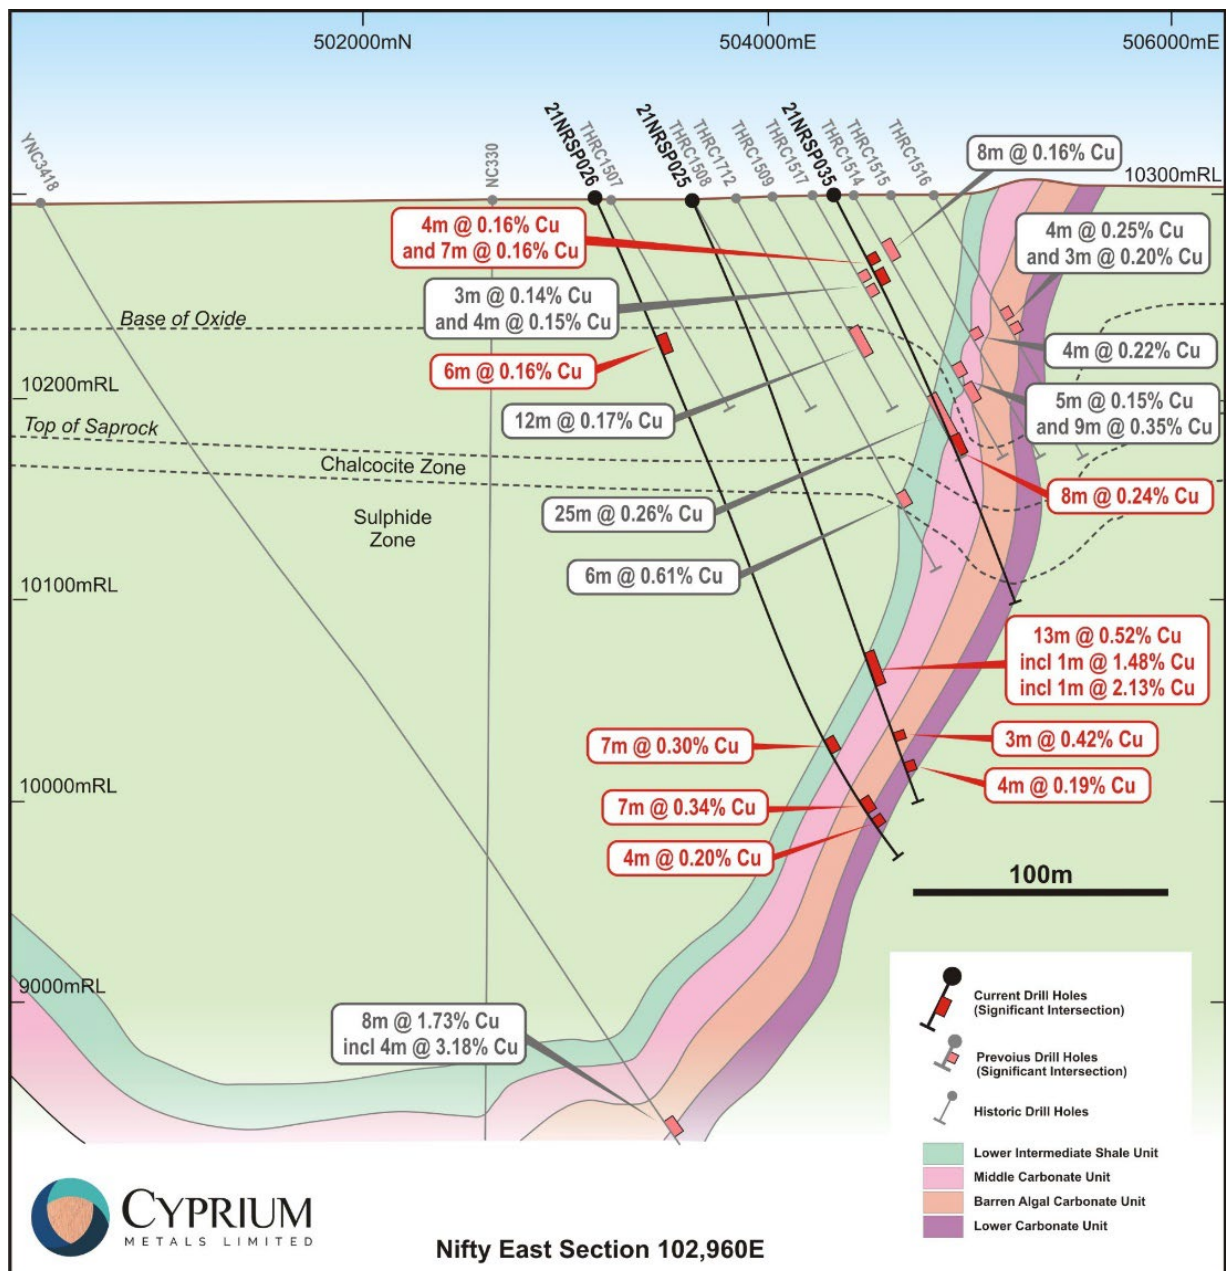 502000mN
504000mE
506000mE
YNC3418
NC330
21NRSP026
THRC1507
21NRSP025
THRC1508
THRC1712
THRC1509
THRC1517
21NRSP035
THRC1514
THRC1515
THRC1516
8m @ 0.16% Cu
10300mRL
4m @ 0.16% Cu
and 7m @ 0.16% Cu
4m @ 0.25% Cu
and 3m @ 0.20% Cu
3m @ 0.14% Cu
and 4m @ 0.15% Cu
Base of Oxide
4m @ 0.22% Cu
6m @ 0.16% Cu
10200mRL
12m @ 0.17% Cu
5m @ 0.15% Cu
and 9m @ 0.35% Cu
Top of Saprock
Chalcocite Zone
8m @ 0.24% Cu
25m @ 0.26% Cu
Sulphide
Zone
6m @ 0.61% Cu
10100mRL
13m @ 0.52% Cu
incl 1m @ 1.48% Cu
incl 1m @ 2.13% Cu
7m @ 0.30% Cu
3m @ 0.42% Cu
10000mRL
4m @ 0.19% Cu
7m @ 0.34% Cu
4m @ 0.20% Cu
100m
9000mRL
8m @ 1.73% Cu
incl 4m @ 3.18% Cu
Current Drill Holes
(Significant Intersection)
Prevoius Drill Holes
(Significant Intersection)
Historic Drill Holes
Lower Intermediate Shale Unit
Middle Carbonate Unit
Barren Algal Carbonate Unit
Lower Carbonate Unit
CYPRIUM
METALS LIMITED
Nifty East Section 102,960E